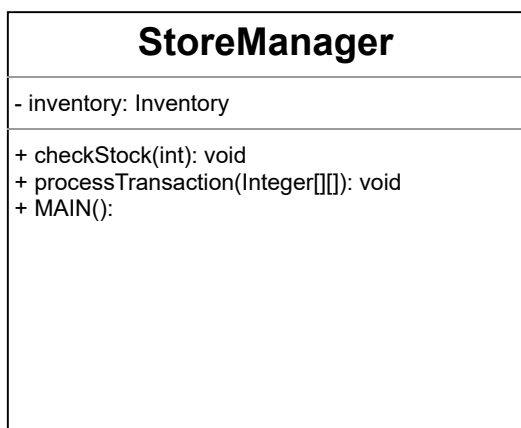 StoreManager
- inventory: Inventory
+ checkStock(int): void
+ processTransaction(Integer[][]): void
+ MAIN():